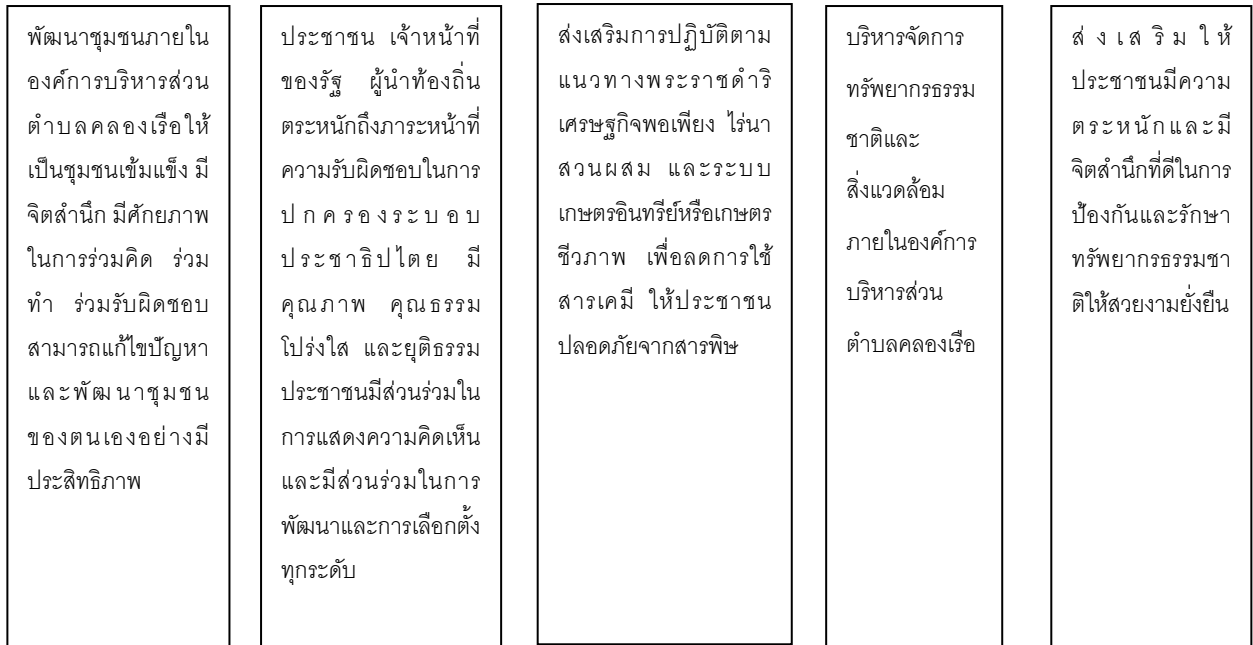 พัฒนาชุมชนภายใน
องค์การบริหารส่วน
ตำบลคลองเรือให้
เป็นชุมชนเข้มแข็ง มี
จิตสำนึก มีศักยภาพ
ในการร่วมคิด ร่วม
ทำ ร่วมรับผิดชอบ
สามารถแก้ไขปัญหา
และพัฒนาชุมชน
ของตนเองอย่างมี
ประสิทธิภาพ
ประชาชน เจ้าหน้าที่
ของรัฐ ผู้นำท้องถิ่น
ตระหนักถึงภาระหน้าที่
ความรับผิดชอบในการ
ปกครองระบอบ
ประชาธิปไตย มี
คุณภาพ คุณธรรม
โปร่งใส และยุติธรรม
ประชาชนมีส่วนร่วมใน
การแสดงความคิดเห็น
และมีส่วนร่วมในการ
พัฒนาและการเลือกตั้ง
ทุกระดับ
ส่งเสริมการปฏิบัติตาม
แนวทางพระราชดำริ
เศรษฐกิจพอเพียง ไร่นา
สวนผสม และระบบ
เกษตรอินทรีย์หรือเกษตร
ชีวภาพ เพื่อลดการใช้
สารเคมี ให้ประชาชน
ปลอดภัยจากสารพิษ
บริหารจัดการ
ทรัพยากรธรรม
ชาติและ
สิ่งแวดล้อม
ภายในองค์การ
บริหารส่วน
ตำบลคลองเรือ
ส่งเสริมให้
ประชาชนมีความ
ตระหนักและมี
จิตสำนึกที่ดีในการ
ป้องกันและรักษา
ทรัพยากรธรรมชา
ติให้สวยงามยั่งยืน